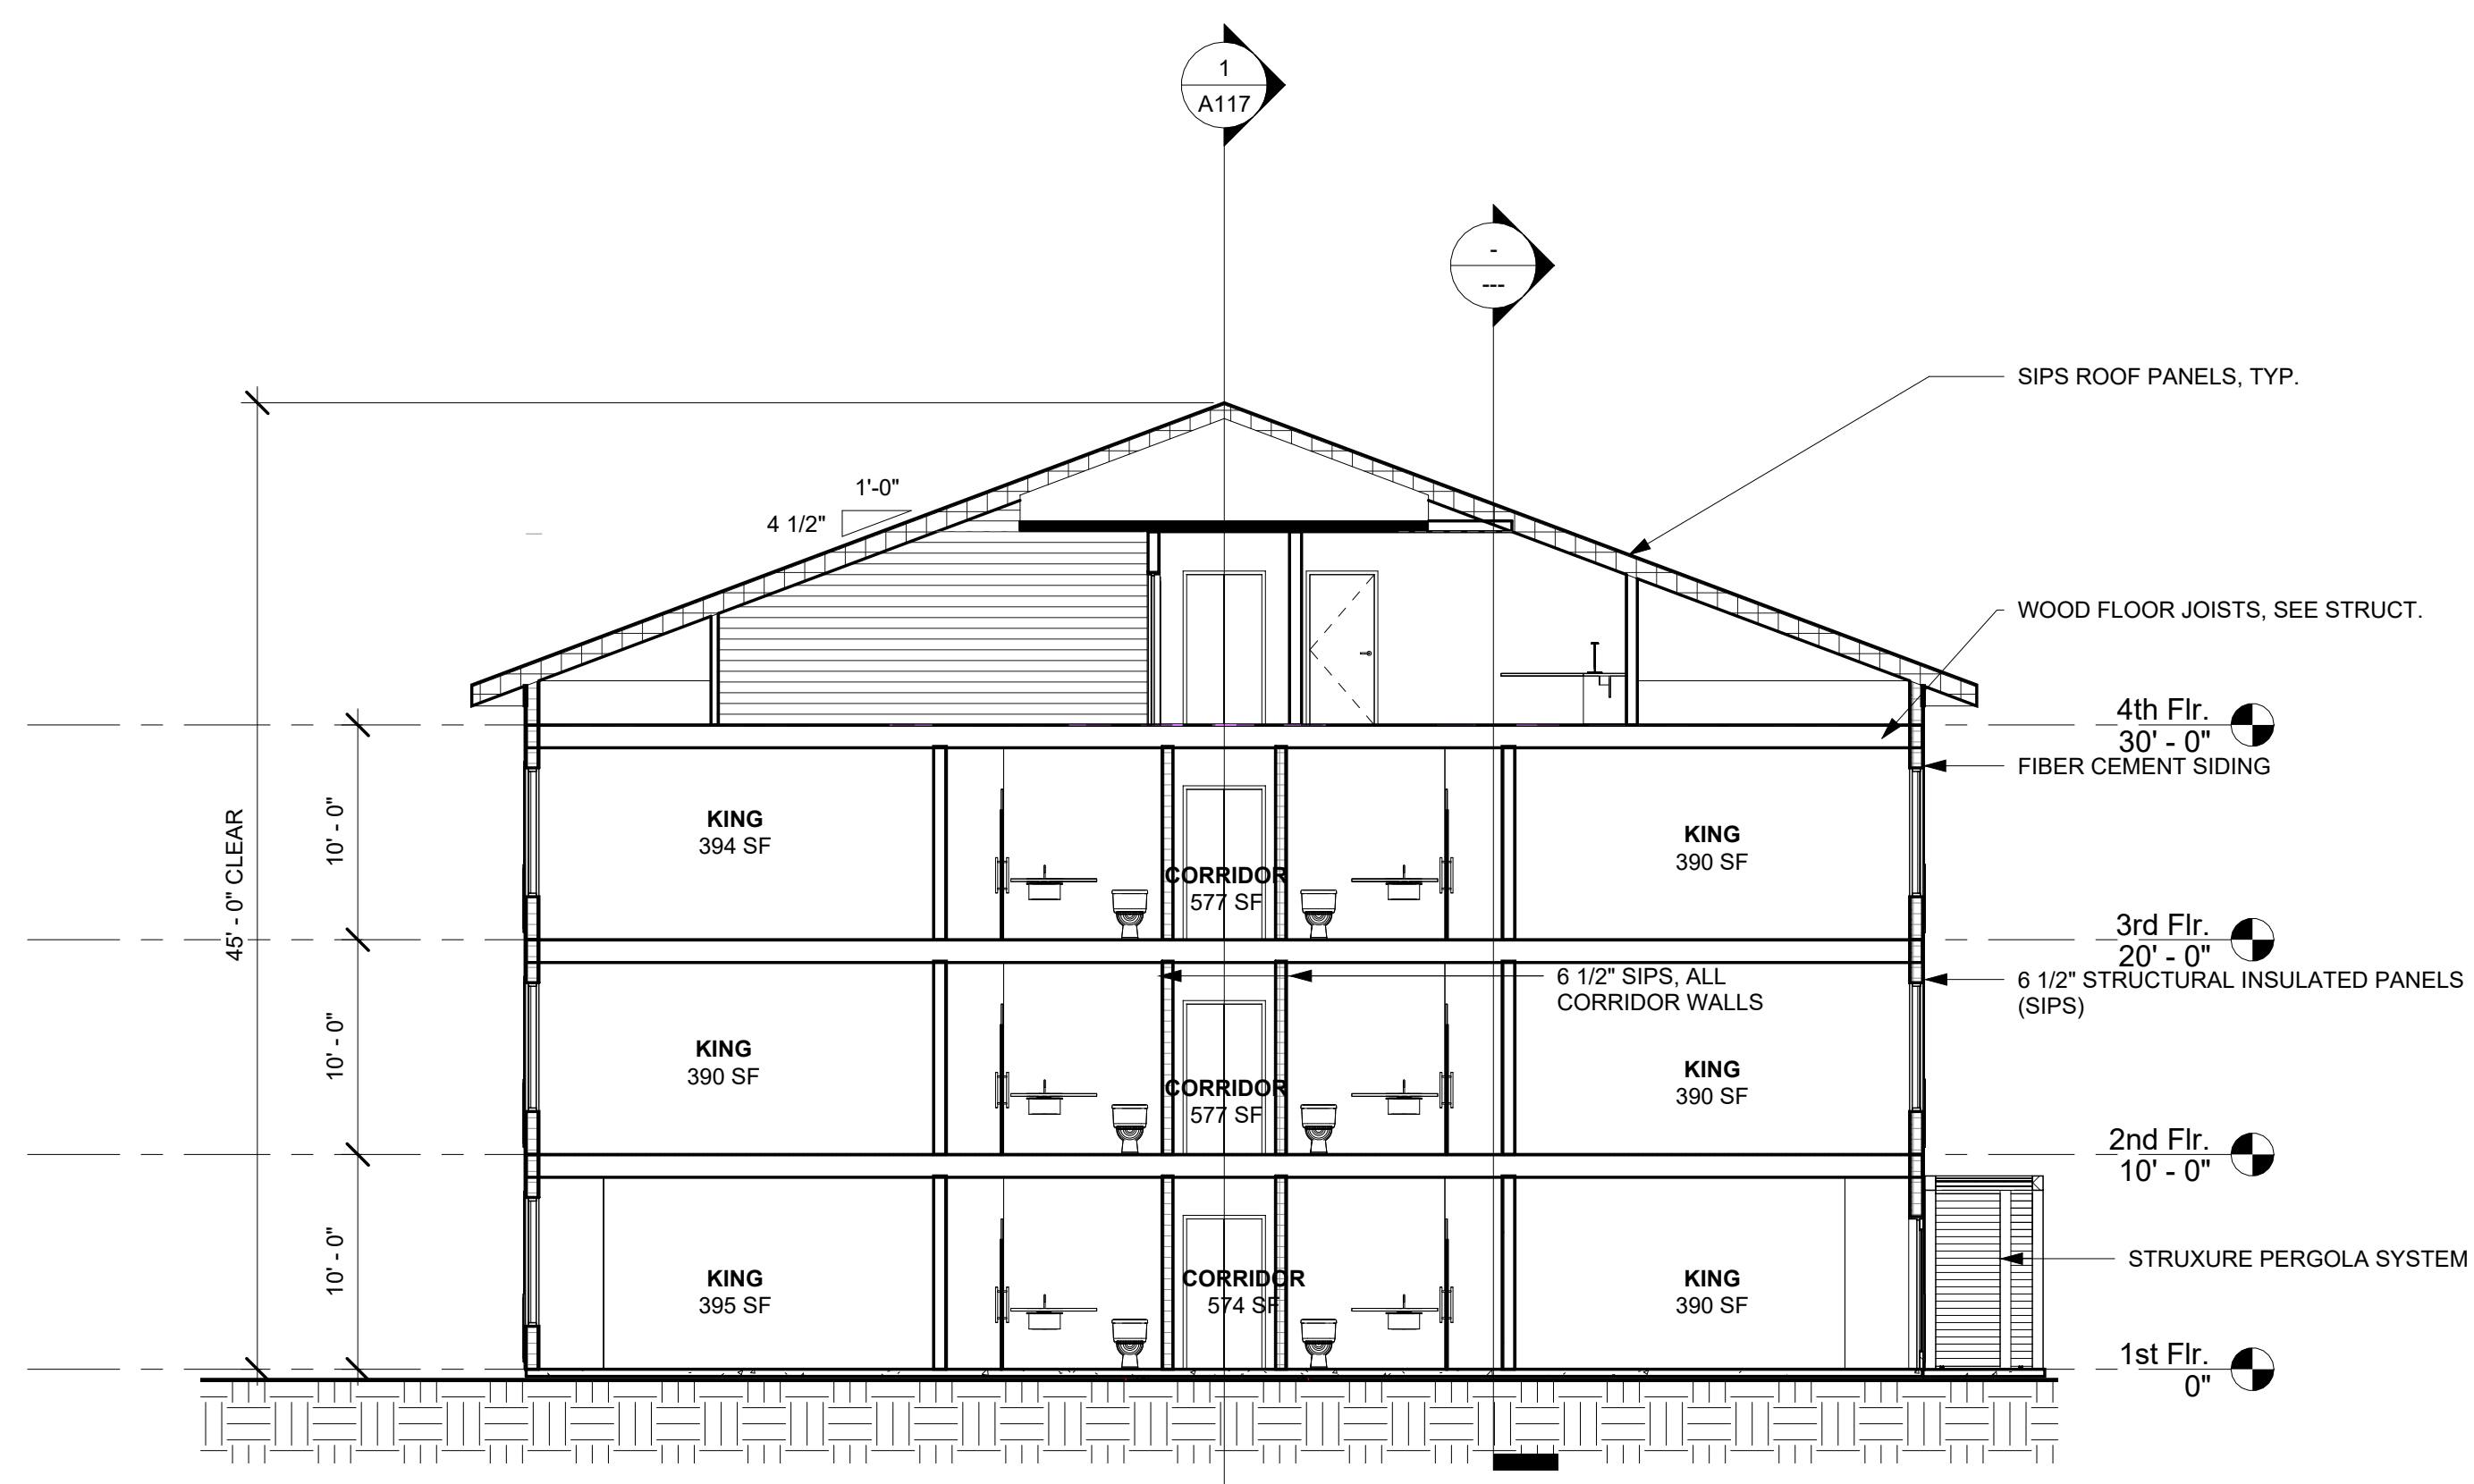 1
A117
-
---
SIPS ROOF PANELS, TYP.
1'-0"
4 1/2"
WOOD FLOOR JOISTS, SEE STRUCT.
4th Flr.
30' - 0"
FIBER CEMENT SIDING
45' - 0" CLEAR
10' - 0"
KING
394 SF
CORRIDOR
577 SF
KING
390 SF
3rd Flr.
20' - 0"
6 1/2" SIPS, ALL
CORRIDOR WALLS
6 1/2" STRUCTURAL INSULATED PANELS
(SIPS)
10' - 0"
KING
390 SF
CORRIDOR
577 SF
KING
390 SF
2nd Flr.
10' - 0"
STRUXURE PERGOLA SYSTEM
10' - 0"
KING
395 SF
CORRIDOR
574 SF
KING
390 SF
1st Flr.
0"